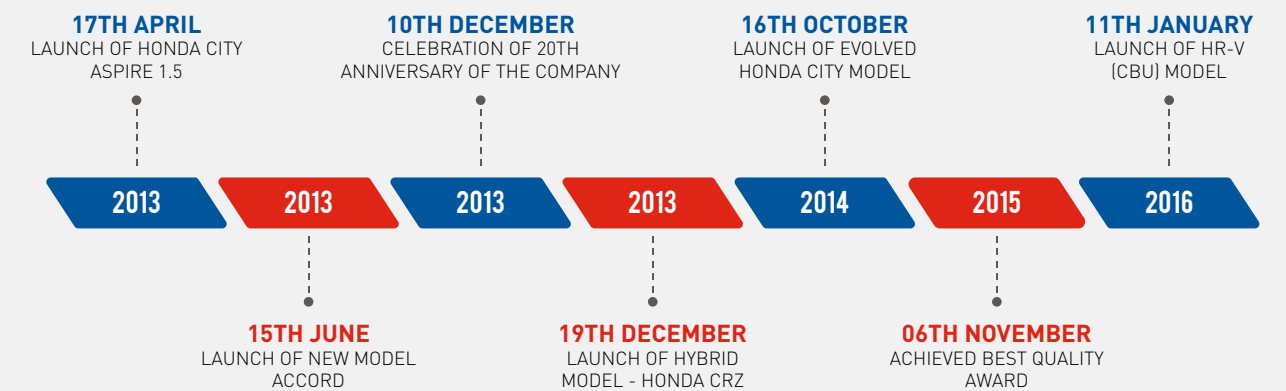 17TH APRIL
LAUNCH OF HONDA CITY
ASPIRE 1.5
10TH DECEMBER
CELEBRATION OF 20TH
ANNIVERSARY OF THE COMPANY
16TH OCTOBER
LAUNCH OF EVOLVED
HONDA CITY MODEL
11TH JANUARY
LAUNCH OF HR-V
(CBU) MODEL
2013
2013
2013
2013
2014
2015
2016
15TH JUNE
LAUNCH OF NEW MODEL
ACCORD
19TH DECEMBER
LAUNCH OF HYBRID
MODEL - HONDA CRZ
06TH NOVEMBER
ACHIEVED BEST QUALITY
AWARD